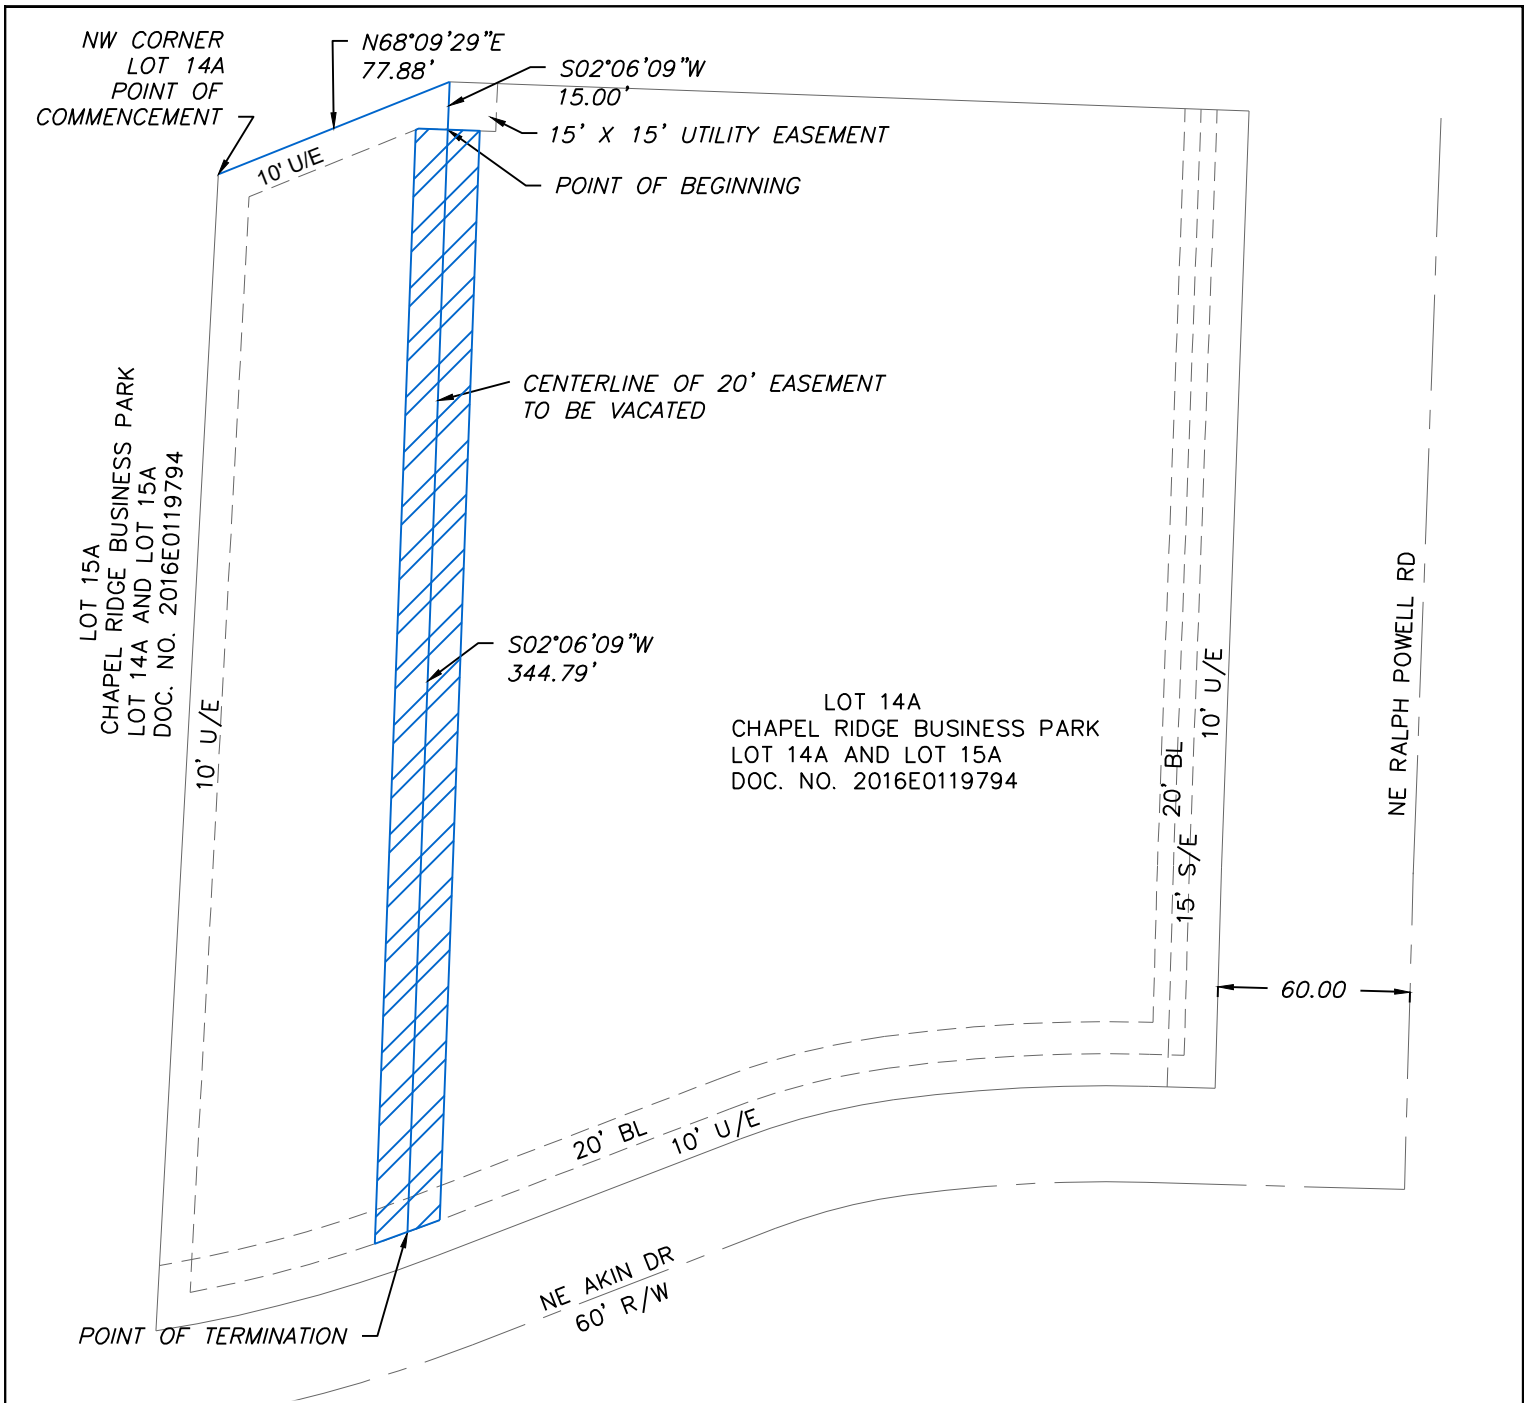 NW CORNER
LOT 14A
POINT OF
COMMENCEMENT
N68°09'29"E
77.88'
S02°06'09"W
15.00'
15' X 15' UTILITY EASEMENT
POINT OF BEGINNING
10' U/E
CENTERLINE OF 20' EASEMENT
TO BE VACATED
LOT 15A
CHAPEL RIDGE BUSINESS PARK
LOT 14A AND LOT 15A
DOC. NO. 2016E0119794
10' U/E
S02°06'09"W
344.79'
LOT 14A
CHAPEL RIDGE BUSINESS PARK
LOT 14A AND LOT 15A
DOC. NO. 2016E0119794
20' BL
15' S/E
10' U/E
NE RALPH POWELL RD
60.00
20' BL
10' U/E
NE AKIN DR
60' R/W
POINT OF TERMINATION